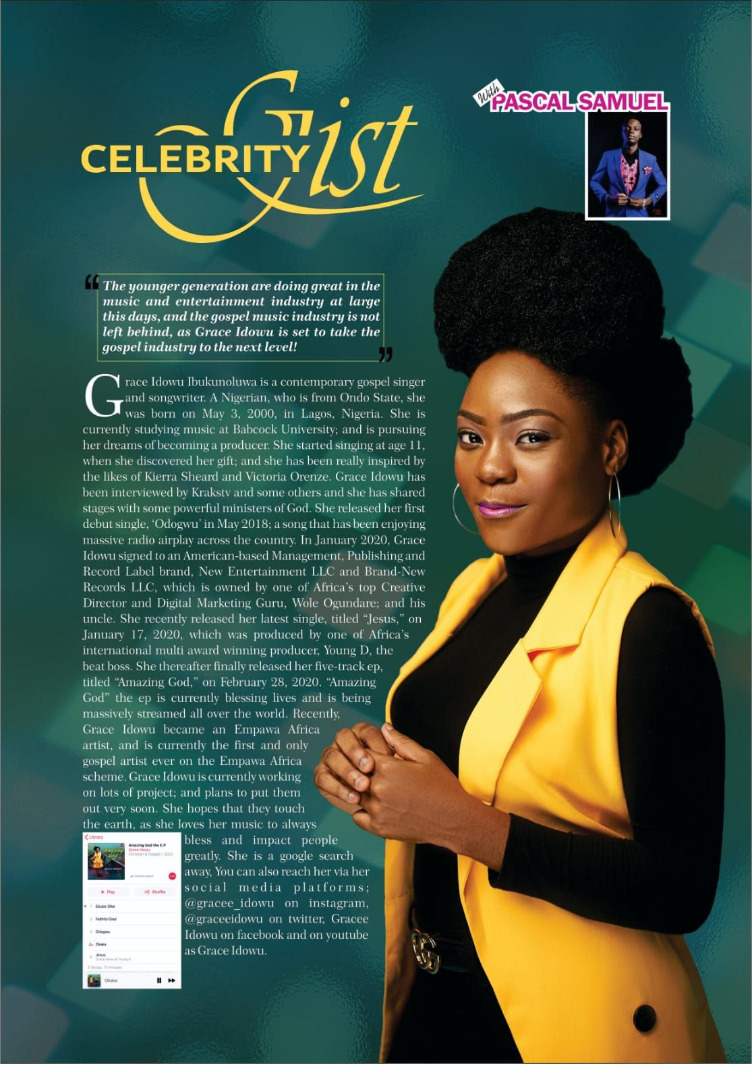 With
PASCAL SAMUEL
CELEBRITY Gist
“ The younger generation are doing great in the
music and entertainment industry at large
this days, and the gospel music industry is not
left behind, as Grace Idowu is set to take the
gospel industry to the next level! ”
Grace Idowu Ibukunoluwa is a contemporary gospel singer
and songwriter. A Nigerian, who is from Ondo State, she
was born on May 3, 2000, in Lagos, Nigeria. She is
currently studying music at Babcock University; and is pursuing
her dreams of becoming a producer. She started singing at age 11,
when she discovered her gift; and she has been really inspired by
the likes of Kierra Sheard and Victoria Orenze. Grace Idowu has
been interviewed by Krakstv and some others and she has shared
stages with some powerful ministers of God. She released her first
debut single, ‘Odogwu’ in May 2018; a song that has been enjoying
massive radio airplay across the country. In January 2020, Grace
Idowu signed to an American-based Management, Publishing and
Record Label brand, New Entertainment LLC and Brand-New
Records LLC, which is owned by one of Africa’s top Creative
Director and Digital Marketing Guru, Wole Ogundare; and his
uncle. She recently released her latest single, titled “Jesus,” on
January 17, 2020, which was produced by one of Africa’s
international multi award winning producer, Young D, the
beat boss. She thereafter finally released her five-track ep,
titled “Amazing God,” on February 28, 2020. “Amazing
God” the ep is currently blessing lives and is being
massively streamed all over the world. Recently,
Grace Idowu became an Empawa Africa
artist, and is currently the first and only
gospel artist ever on the Empawa Africa
scheme. Grace Idowu is currently working
on lots of project; and plans to put them
out very soon. She hopes that they touch
the earth, as she loves her music to always
bless and impact people
greatly. She is a google search
away, You can also reach her via her
social media platforms;
@gracee_idowu on instagram,
@graceeidowu on twitter, Gracee
Idowu on facebook and on youtube
as Grace Idowu.
Library
Amazing God the E.P
Grace Idowu
Play
Shuffle
Faithful God
Odogwu
Oluku
Jesus